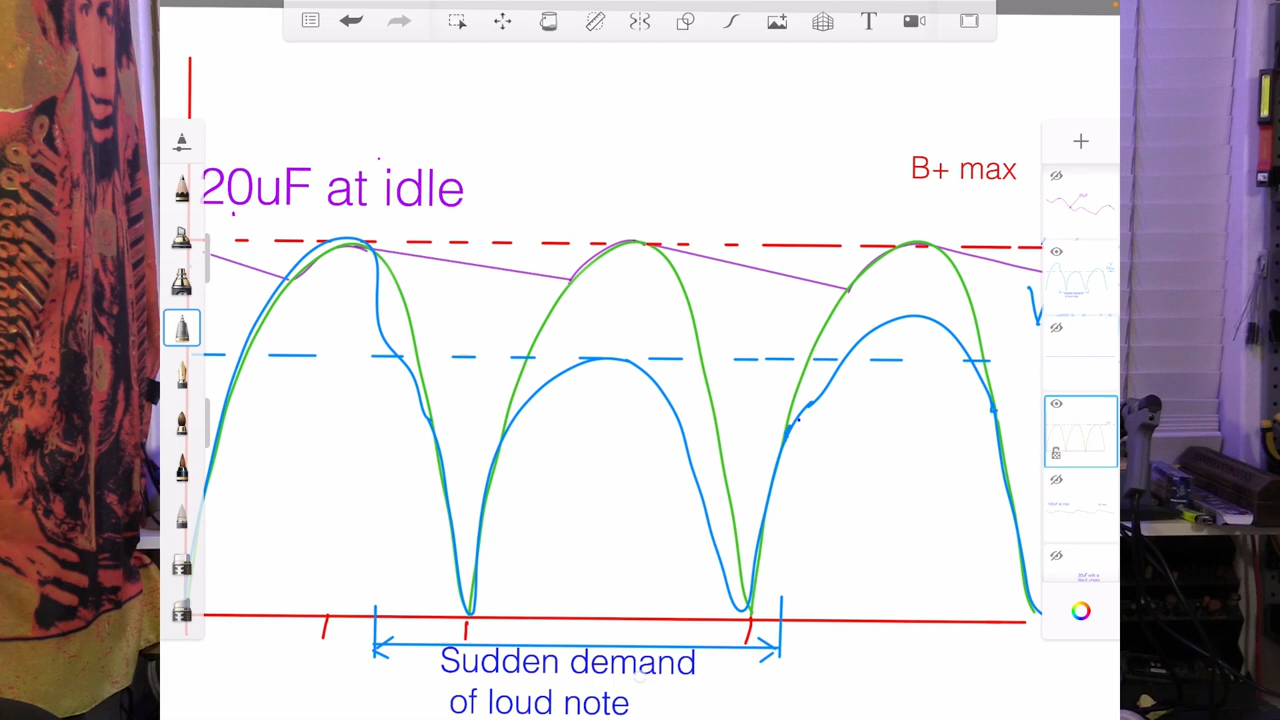 T
B+ max
20uF at idle
Sudden demand
of loud note